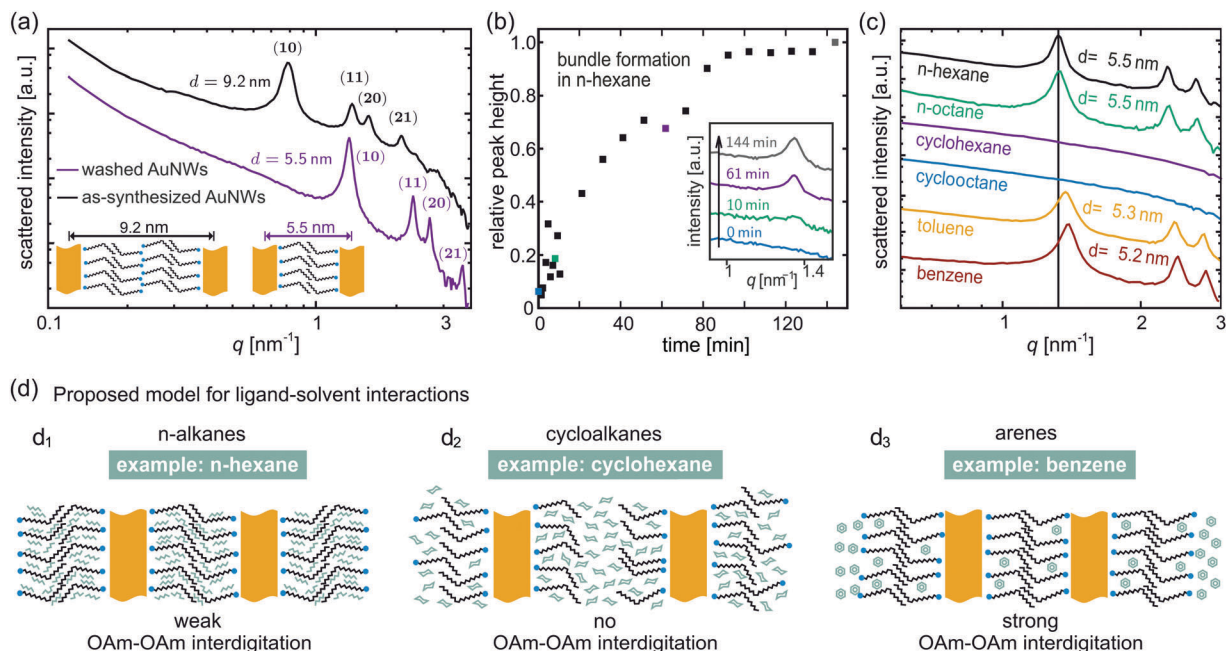 (a)
scattered intensity [a.u.]
(10)
d = 9.2 nm
(11)
(20)
(21)
d = 5.5 nm
(10)
(11)
(20)
(21)
washed AuNWs
as-synthesized AuNWs
9.2 nm
5.5 nm
0.1
1
3
q [nm⁻¹]
(b)
relative peak height
1.0
0.8
0.6
0.4
0.2
0
bundle formation
in n-hexane
intensity [a.u.]
144 min
61 min
10 min
0 min
1
1.4
q [nm⁻¹]
0
20
40
60
80
100
120
time [min]
(c)
scattered intensity [a.u.]
n-hexane
d= 5.5 nm
n-octane
d= 5.5 nm
cyclohexane
cyclooctane
toluene
d= 5.3 nm
benzene
d= 5.2 nm
1
2
3
q [nm⁻¹]
(d) Proposed model for ligand-solvent interactions
d₁
n-alkanes
example: n-hexane
weak
OAm-OAm interdigitation
d₂
cycloalkanes
example: cyclohexane
no
OAm-OAm interdigitation
d₃
arenes
example: benzene
strong
OAm-OAm interdigitation